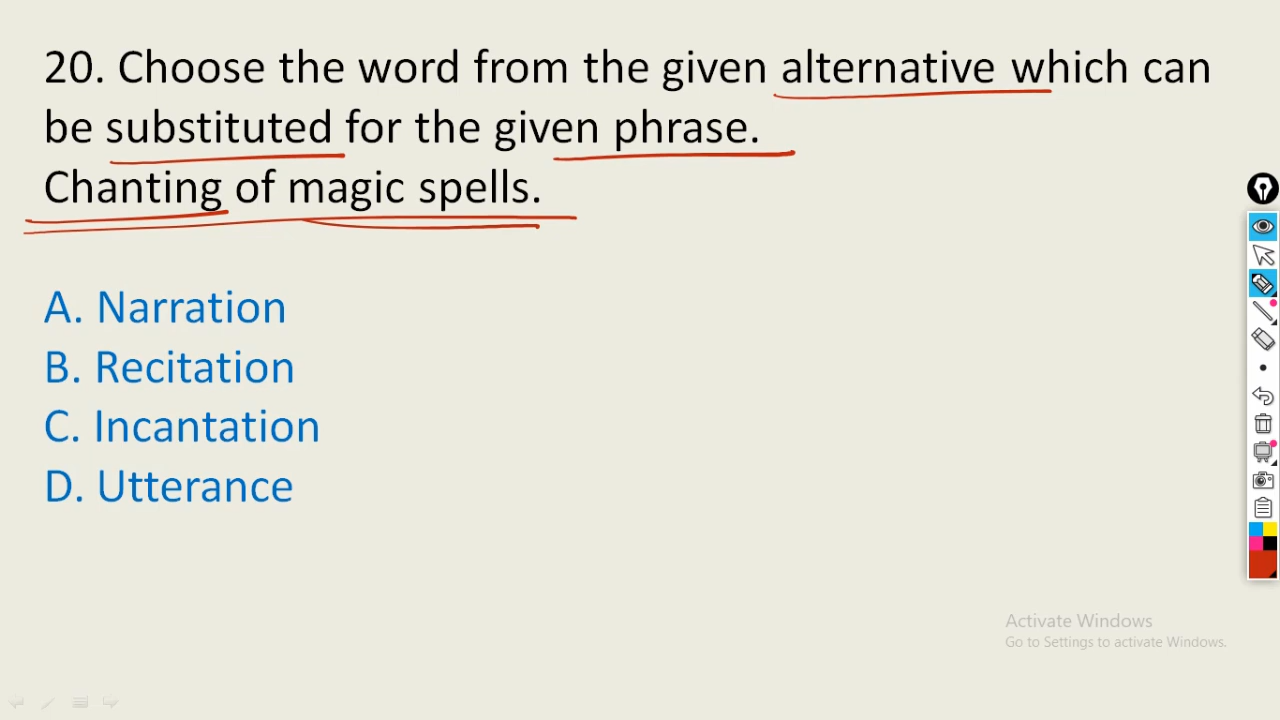 20. Choose the word from the given alternative which can
be substituted for the given phrase.
Chanting of magic spells.
A. Narration
B. Recitation
C. Incantation
D. Utterance
Activate Windows
Go to Settings to activate Windows.